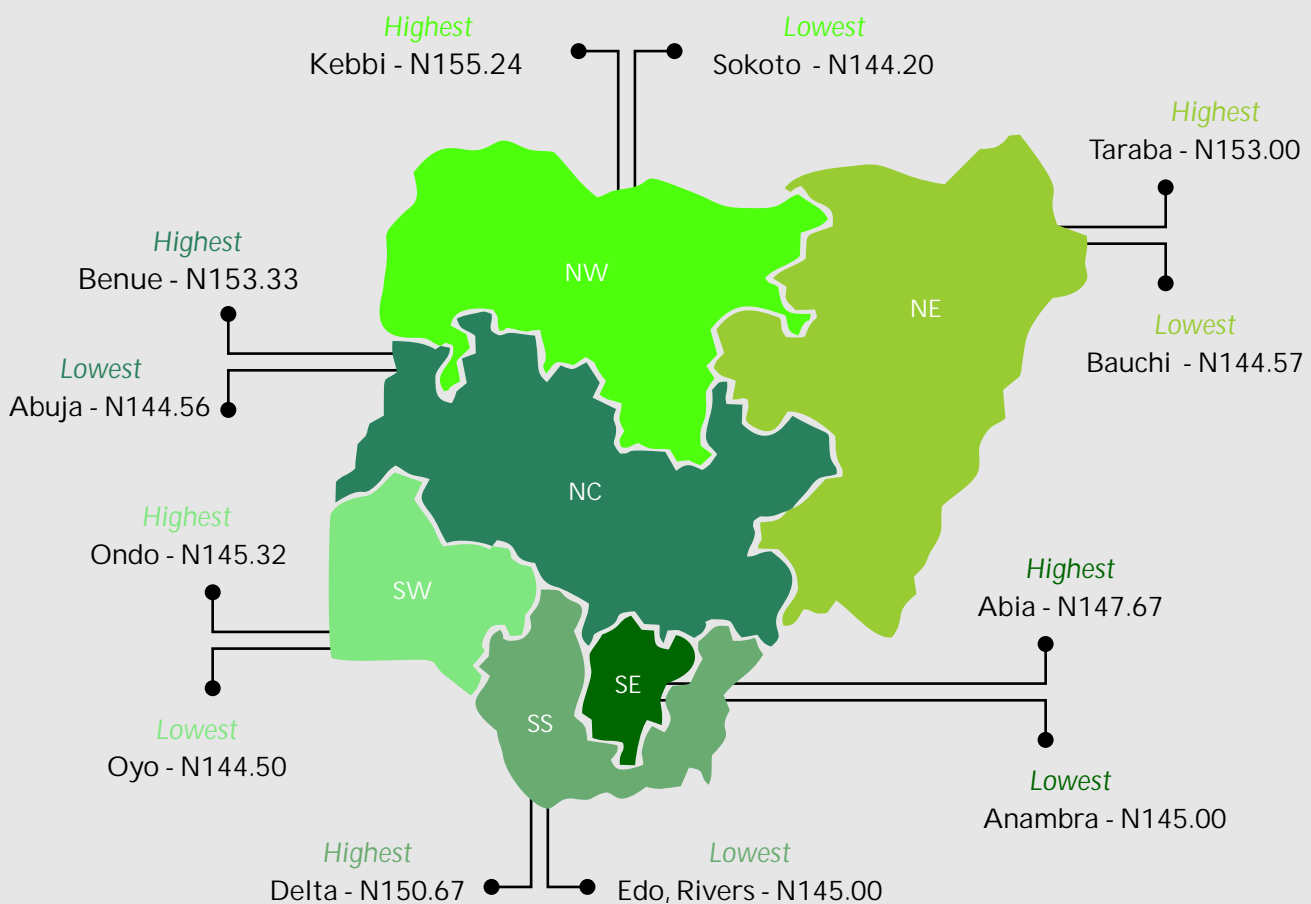 Highest
Kebbi - N155.24
Lowest
Sokoto - N144.20
Highest
Taraba - N153.00
Lowest
Bauchi - N144.57
Highest
Benue - N153.33
Lowest
Abuja - N144.56
NW
NE
NC
SW
SS
SE
Highest
Ondo - N145.32
Lowest
Oyo - N144.50
Highest
Abia - N147.67
Lowest
Anambra - N145.00
Highest
Delta - N150.67
Lowest
Edo, Rivers - N145.00